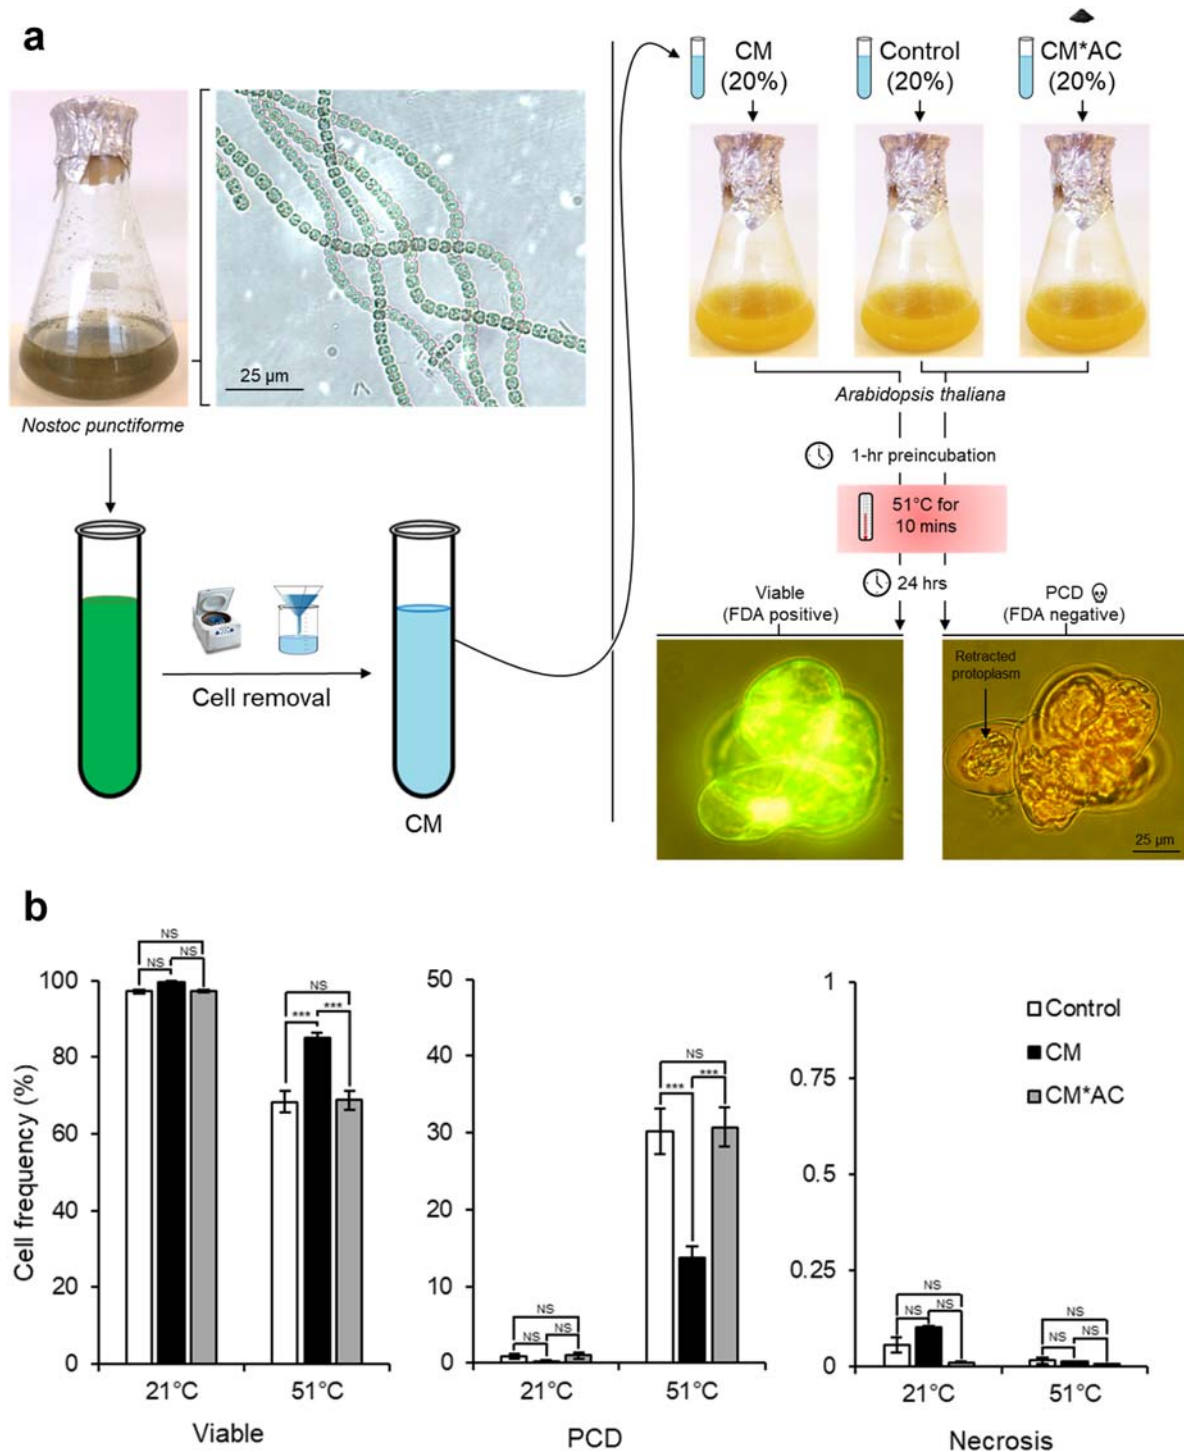 a
25 µm
Nostoc punctiforme
Cell removal
CM
CM
(20%)
Control
(20%)
CM*AC
(20%)
Arabidopsis thaliana
1-hr preincubation
51°C for
10 mins
24 hrs
Viable
(FDA positive)
PCD
(FDA negative)
Retracted
protoplasm
25 µm
b
Cell frequency (%)
100
80
60
40
20
0
NS
NS
NS
NS
***
***
21°C
51°C
Viable
50
40
30
20
10
0
NS
NS
NS
NS
***
***
21°C
51°C
PCD
1
0.75
0.5
0.25
0
Control
CM
CM*AC
NS
NS
NS
NS
NS
NS
21°C
51°C
Necrosis